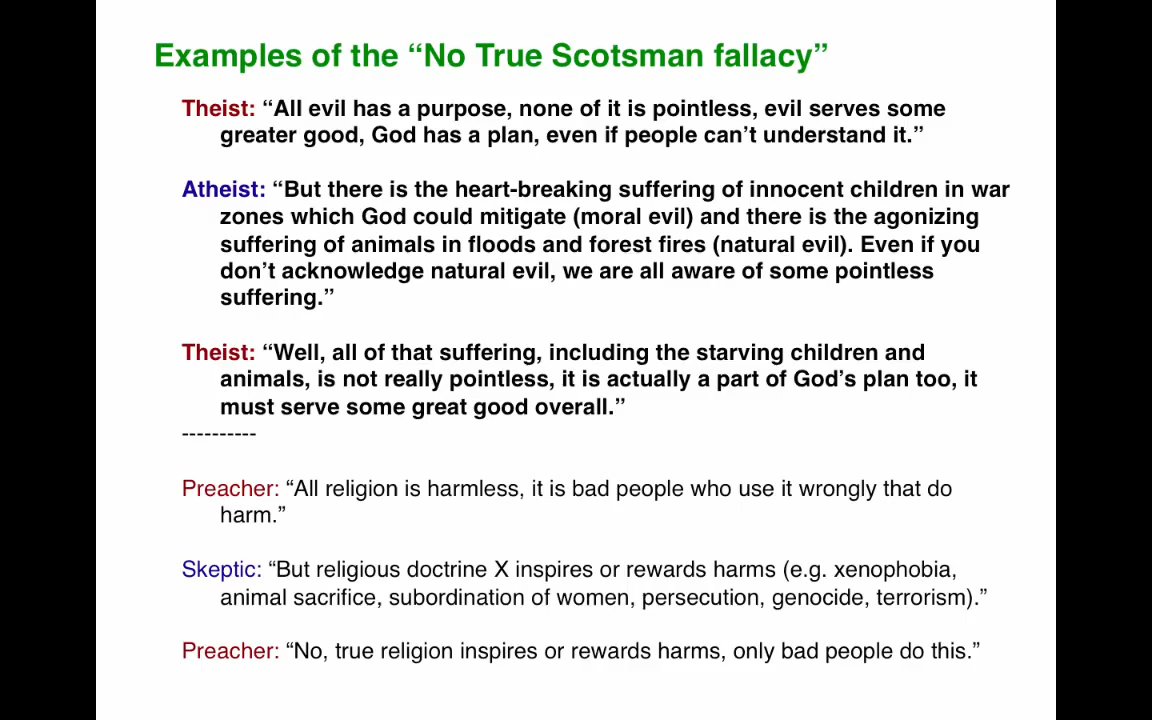 Examples of the “No True Scotsman fallacy”
Theist: “All evil has a purpose, none of it is pointless, evil serves some
greater good, God has a plan, even if people can’t understand it.”
Atheist: “But there is the heart-breaking suffering of innocent children in war
zones which God could mitigate (moral evil) and there is the agonizing
suffering of animals in floods and forest fires (natural evil). Even if you
don’t acknowledge natural evil, we are all aware of some pointless
suffering.”
Theist: “Well, all of that suffering, including the starving children and
animals, is not really pointless, it is actually a part of God’s plan too, it
must serve some great good overall.”
----------
Preacher: “All religion is harmless, it is bad people who use it wrongly that do
harm.”
Skeptic: “But religious doctrine X inspires or rewards harms (e.g. xenophobia,
animal sacrifice, subordination of women, persecution, genocide, terrorism).”
Preacher: “No, true religion inspires or rewards harms, only bad people do this.”